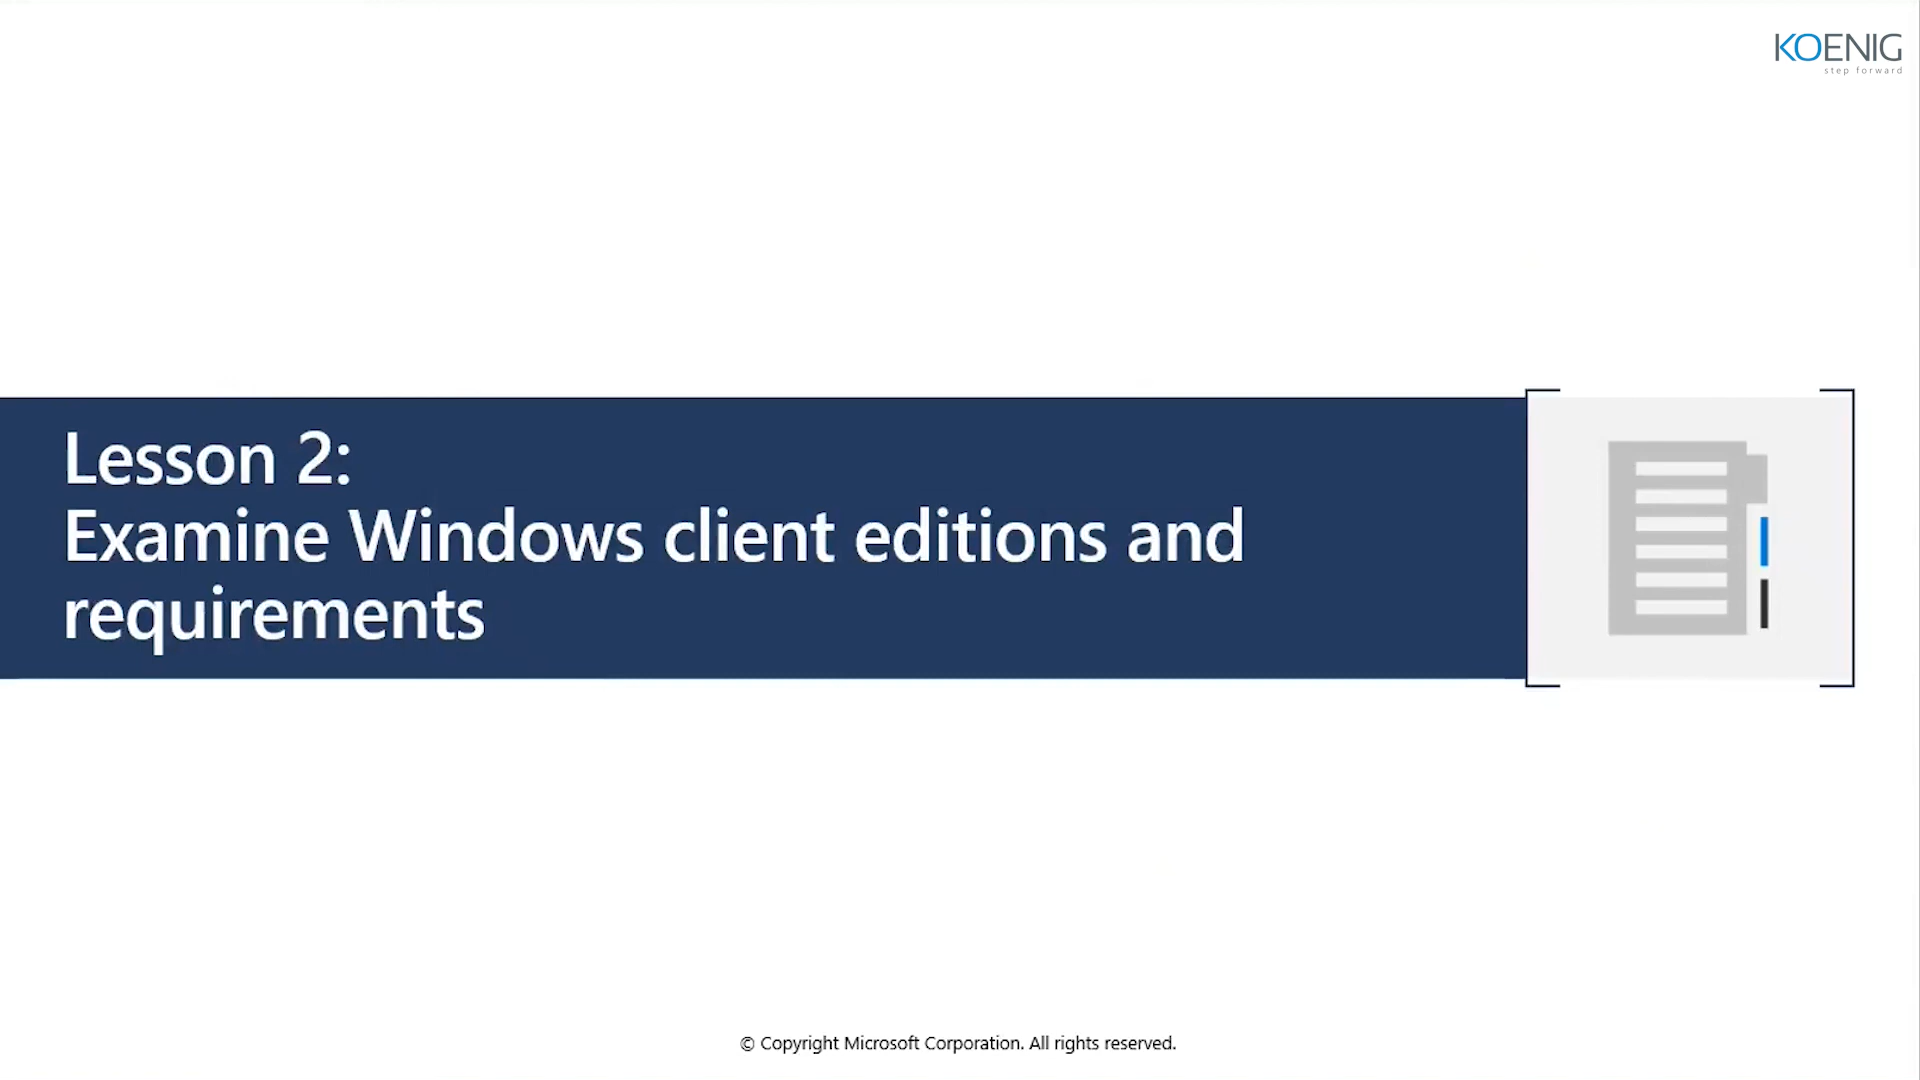 KOENIG
step forward
Lesson 2:
Examine Windows client editions and
requirements
© Copyright Microsoft Corporation. All rights reserved.